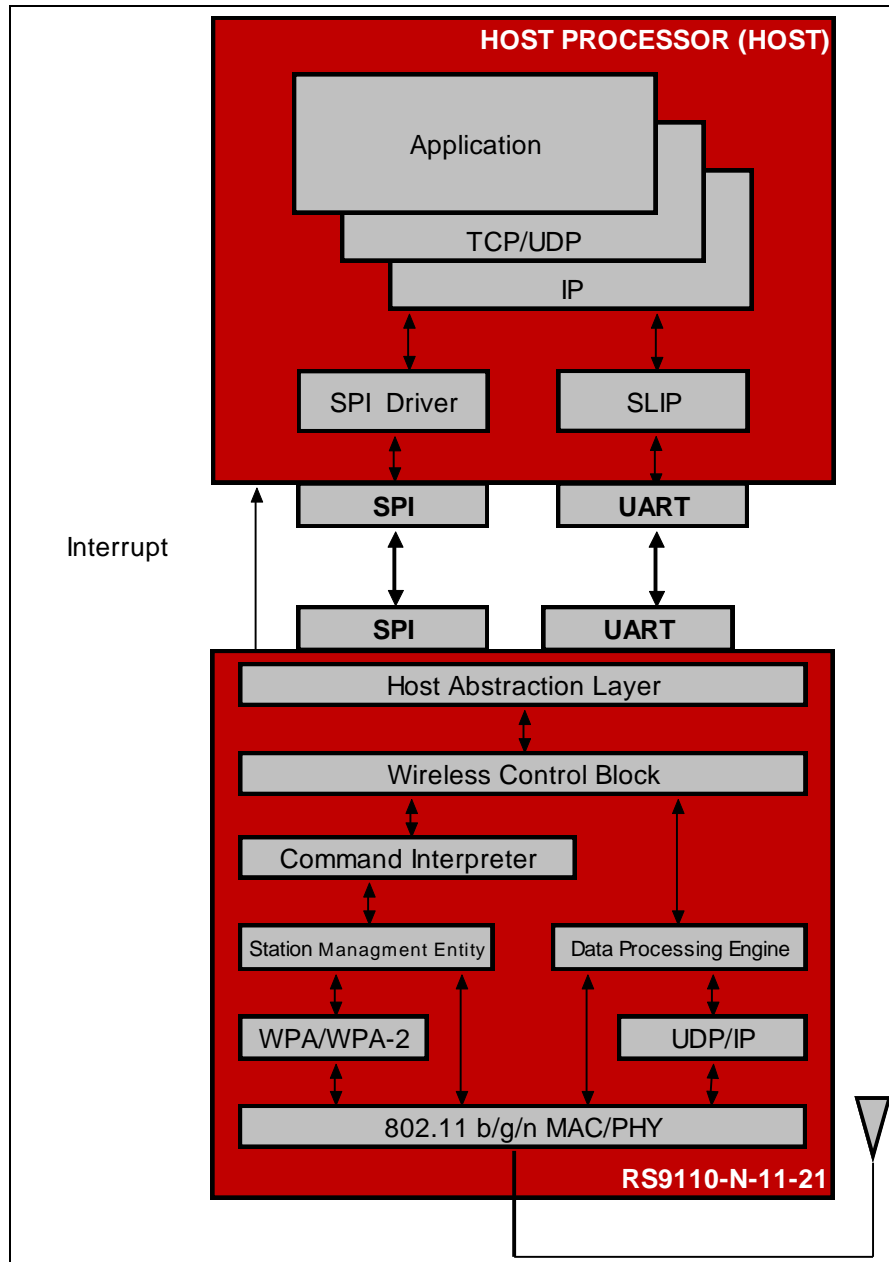 HOST PROCESSOR (HOST)
Application
TCP/UDP
IP
SPI Driver
SLIP
SPI
UART
Interrupt
SPI
UART
Host Abstraction Layer
Wireless Control Block
Command Interpreter
Station Managment Entity
Data Processing Engine
WPA/WPA-2
UDP/IP
802.11 b/g/n MAC/PHY
RS9110-N-11-21